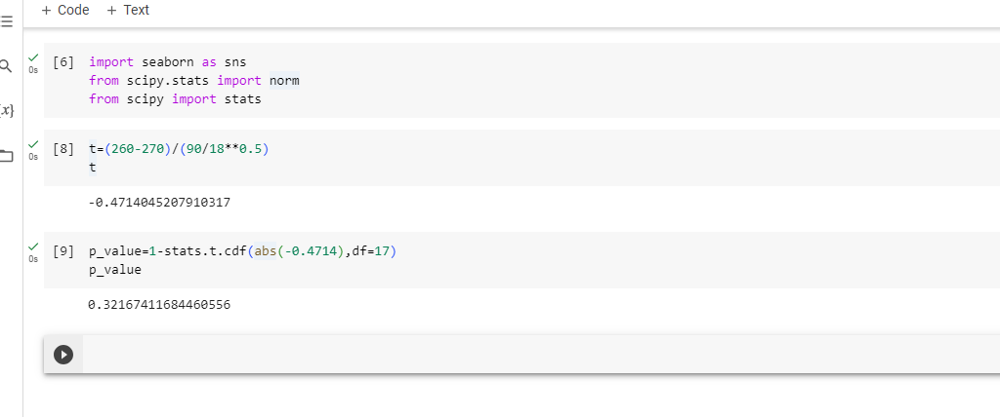 + Code + Text
[6] import seaborn as sns
0s
from scipy.stats import norm
from scipy import stats
{x}
[8] t=(260-270)/(90/18**0.5)
0s
t
-0.4714045207910317
[9] p_value=1-stats.t.cdf(abs(-0.4714),df=17)
0s
p_value
0.32167411684460556